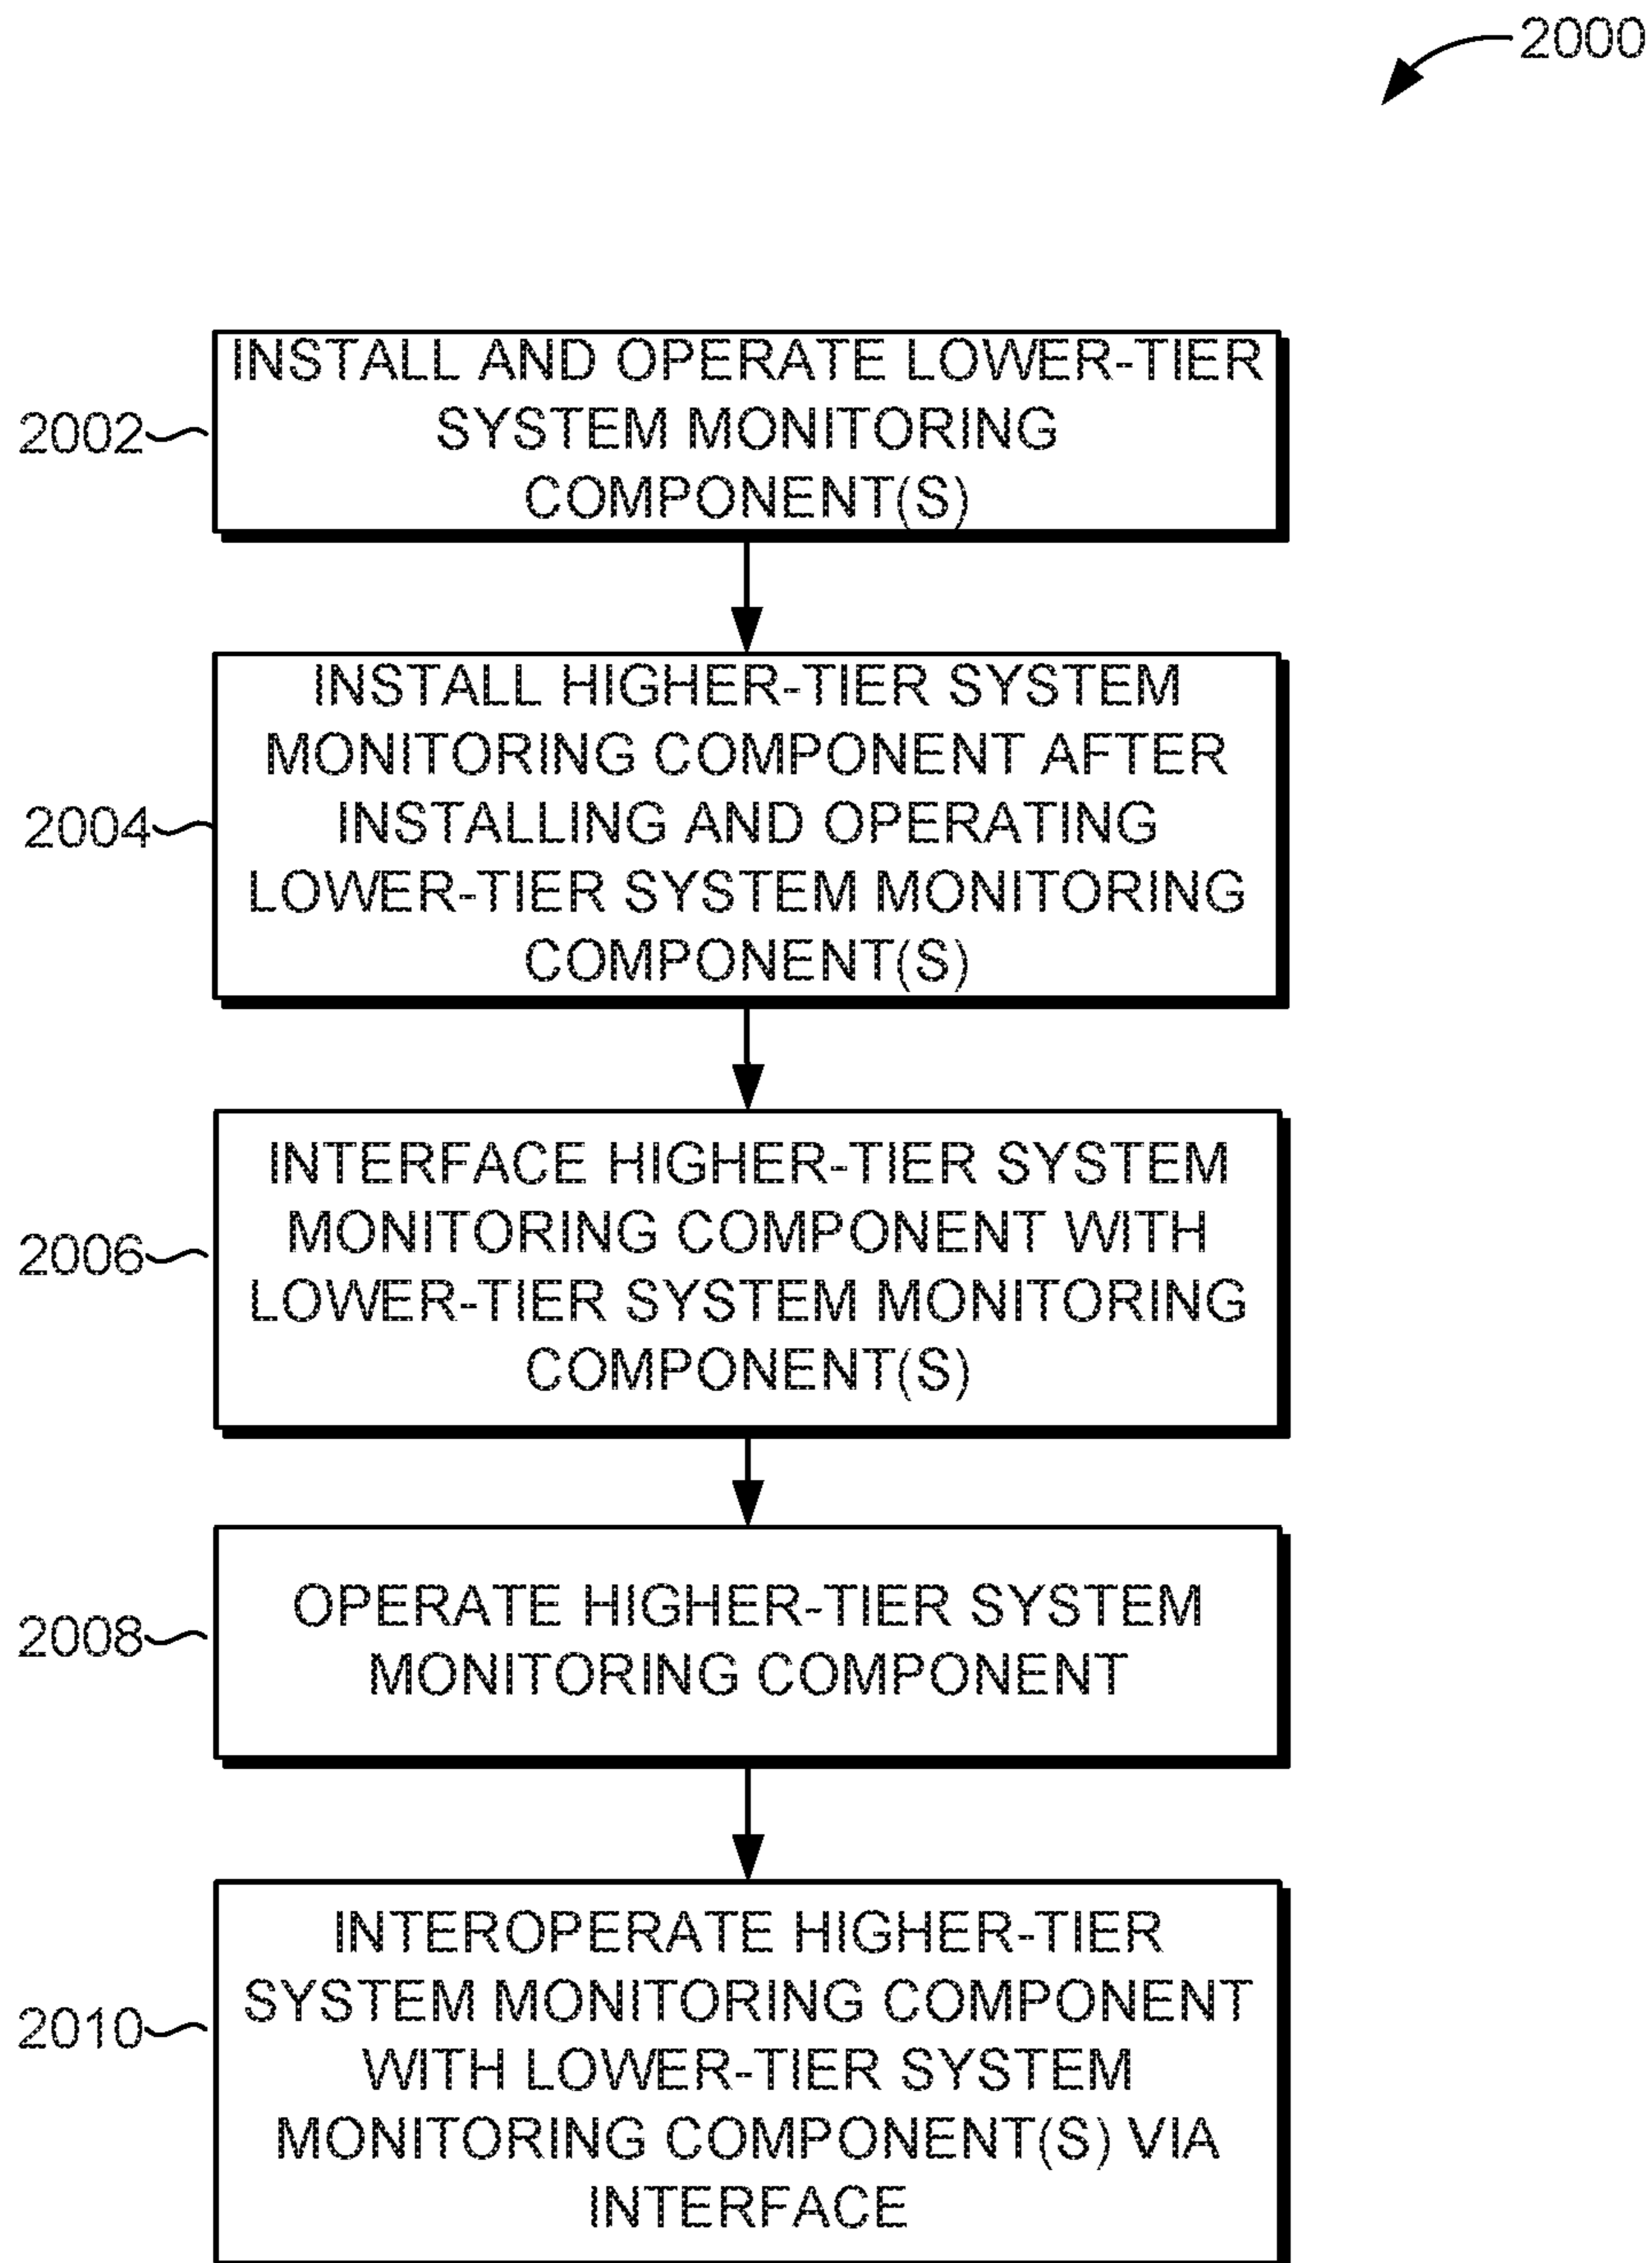 2000
INSTALL AND OPERATE LOWER-TIER
SYSTEM MONITORING
COMPONENT(S)
2002
INSTALL HIGHER-TIER SYSTEM
MONITORING COMPONENT AFTER
INSTALLING AND OPERATING
LOWER-TIER SYSTEM MONITORING
COMPONENT(S)
2004
INTERFACE HIGHER-TIER SYSTEM
MONITORING COMPONENT WITH
LOWER-TIER SYSTEM MONITORING
COMPONENT(S)
2006
OPERATE HIGHER-TIER SYSTEM
MONITORING COMPONENT
2008
INTEROPERATE HIGHER-TIER
SYSTEM MONITORING COMPONENT
WITH LOWER-TIER SYSTEM
MONITORING COMPONENT(S) VIA
INTERFACE
2010